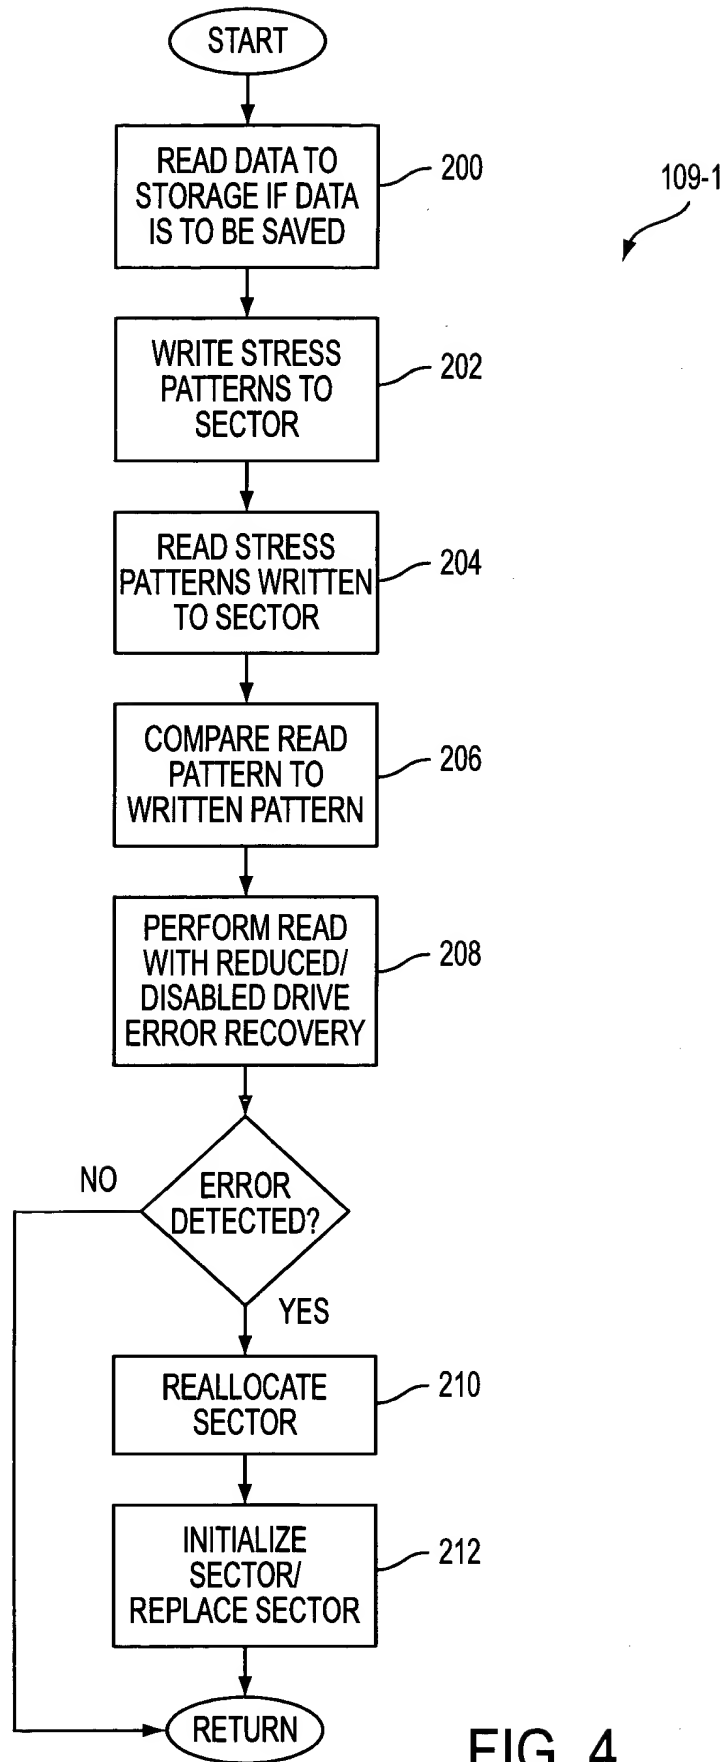 START
READ DATA TO
STORAGE IF DATA
IS TO BE SAVED
200
109-1
WRITE STRESS
PATTERNS TO
SECTOR
202
READ STRESS
PATTERNS WRITTEN
TO SECTOR
204
COMPARE READ
PATTERN TO
WRITTEN PATTERN
206
PERFORM READ
WITH REDUCED/
DISABLED DRIVE
ERROR RECOVERY
208
NO
ERROR
DETECTED?
YES
REALLOCATE
SECTOR
210
INITIALIZE
SECTOR/
REPLACE SECTOR
212
RETURN
FIG. 4